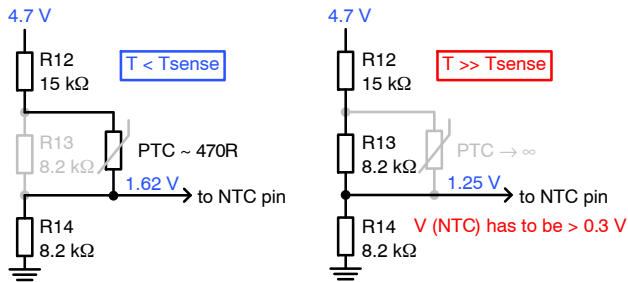 4.7 V
R12
15 kΩ
T < Tsense
R13
8.2 kΩ
PTC ~ 470R
1.62 V
to NTC pin
R14
8.2 kΩ
4.7 V
R12
15 kΩ
T >> Tsense
R13
8.2 kΩ
PTC → ∞
1.25 V
to NTC pin
R14
8.2 kΩ
V (NTC) has to be > 0.3 V